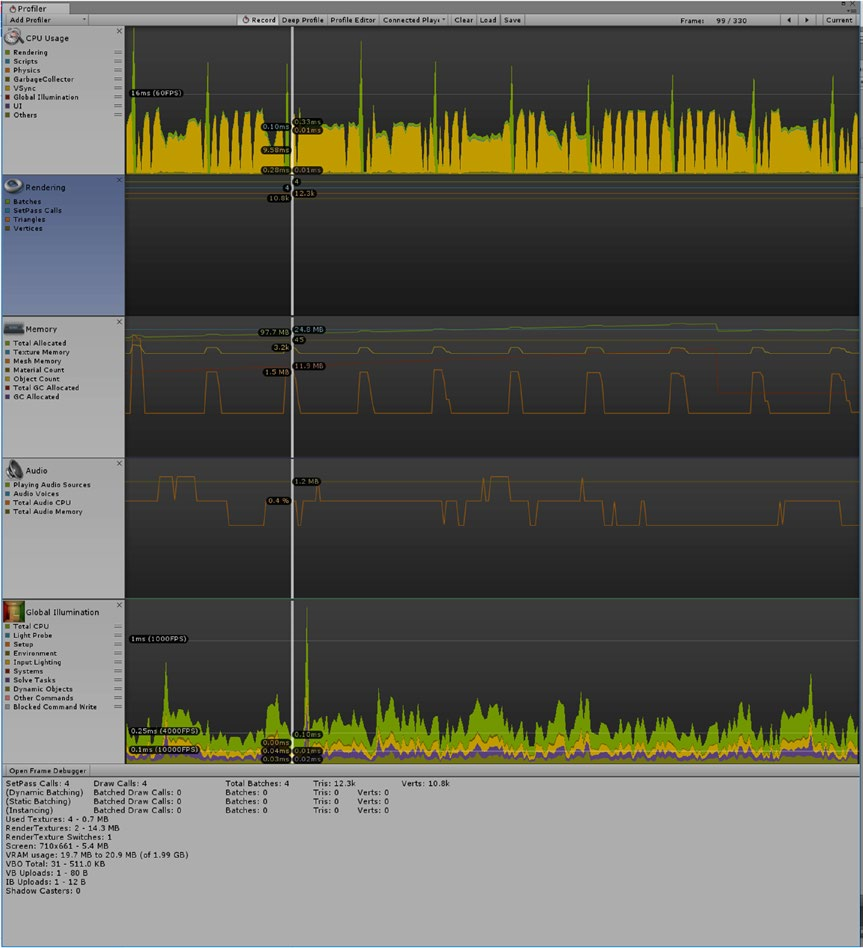 Profiler
Add Profiler Record Deep Profile Profile Editor Connected Play Clear Load Save Frame: 99 / 330 Current
CPU Usage
Rendering
Scripts
Physics
GarbageCollector
VSync
Global Illumination
UI
Others
16ms (60FPS)
0.33ms
0.10ms 0.01ms
9.58ms
0.28ms 0.01ms
Rendering
Batches
SetPass Calls
Triangles
Vertices
4
4
12.3k
10.8k
Memory
Total Allocated
Texture Memory
Mesh Memory
Material Count
Object Count
Total GC Allocated
GC Allocated
97.7 MB 24.8 MB
45
3.2k
11.9 MB
1.5 MB
Audio
Playing Audio Sources
Audio Voices
Total Audio CPU
Total Audio Memory
1.2 MB
0.4 %
Global Illumination
Total CPU
Light Probe
Setup
Environment
Input Lighting
Systems
Solve Tasks
Dynamic Objects
Other Commands
Blocked Command Write
1ms (1000FPS)
0.25ms (4000FPS)
0.1ms (10000FPS)
0.10ms
0.00ms
0.04ms 0.01ms
0.03ms 0.02ms
Open Frame Debugger
SetPass Calls: 4 Draw Calls: 4 Total Batches: 4 Tris: 12.3k Verts: 10.8k
(Dynamic Batching) Batched Draw Calls: 0 Batches: 0 Tris: 0 Verts: 0
(Static Batching) Batched Draw Calls: 0 Batches: 0 Tris: 0 Verts: 0
(Instancing) Batched Draw Calls: 0 Batches: 0 Tris: 0 Verts: 0
Used Textures: 4 - 0.7 MB
RenderTextures: 2 - 14.3 MB
RenderTexture Switches: 1
Screen: 710x661 - 5.4 MB
VRAM usage: 19.7 MB to 20.9 MB (of 1.99 GB)
VBO Total: 31 - 511.0 KB
VB Uploads: 1 - 80 B
IB Uploads: 1 - 12 B
Shadow Casters: 0